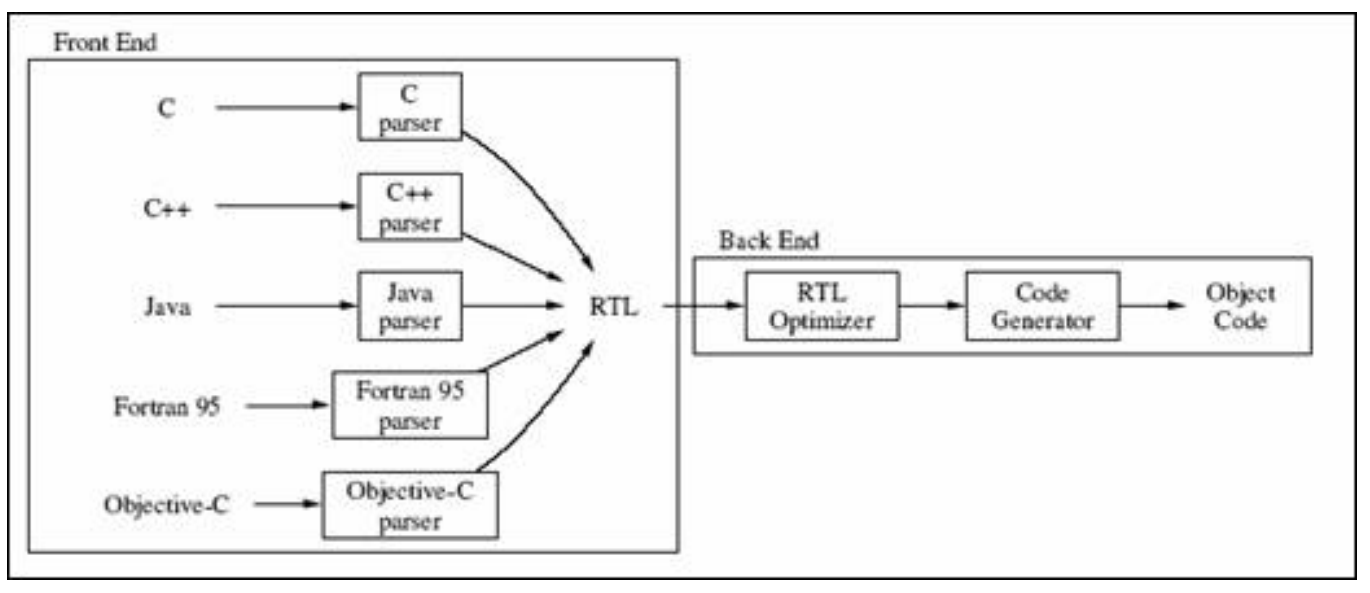 Front End
C
C
parser
C++
C++
parser
Java
Java
parser
Fortran 95
Fortran 95
parser
Objective-C
Objective-C
parser
RTL
Back End
RTL
Optimizer
Code
Generator
Object
Code